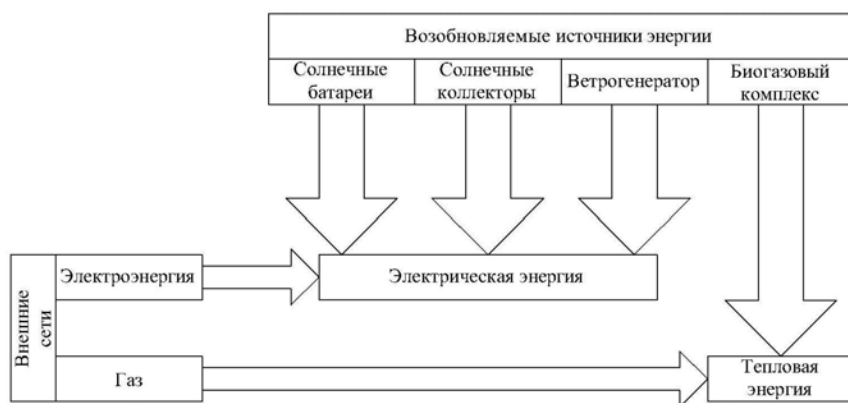 Возобновляемые источники энергии
Солнечные
батареи
Солнечные
коллекторы
Ветрогенератор
Биогазовый
комплекс
Внешние
сети
Электроэнергия
Электрическая энергия
Газ
Тепловая
энергия